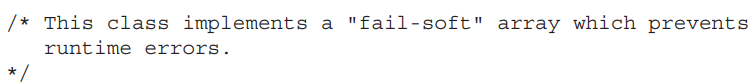 /* This class implements a "fail-soft" array which prevents
   runtime errors.
*/